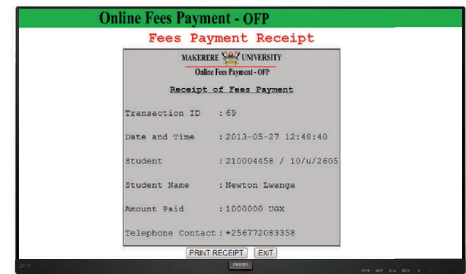 Online Fees Payment - OFP
Fees Payment Receipt
MAKERERE UNIVERSITY
Online Fees Payment - OFP
Receipt of Fees Payment
Transaction ID : 69
Date and Time : 2013-05-27 12:48:40
Student : 210004458 / 10/u/2605
Student Name : Newton Lwanga
Amount Paid : 1000000 UGX
Telephone Contact : +256772083358
PRINT RECEIPT EXIT